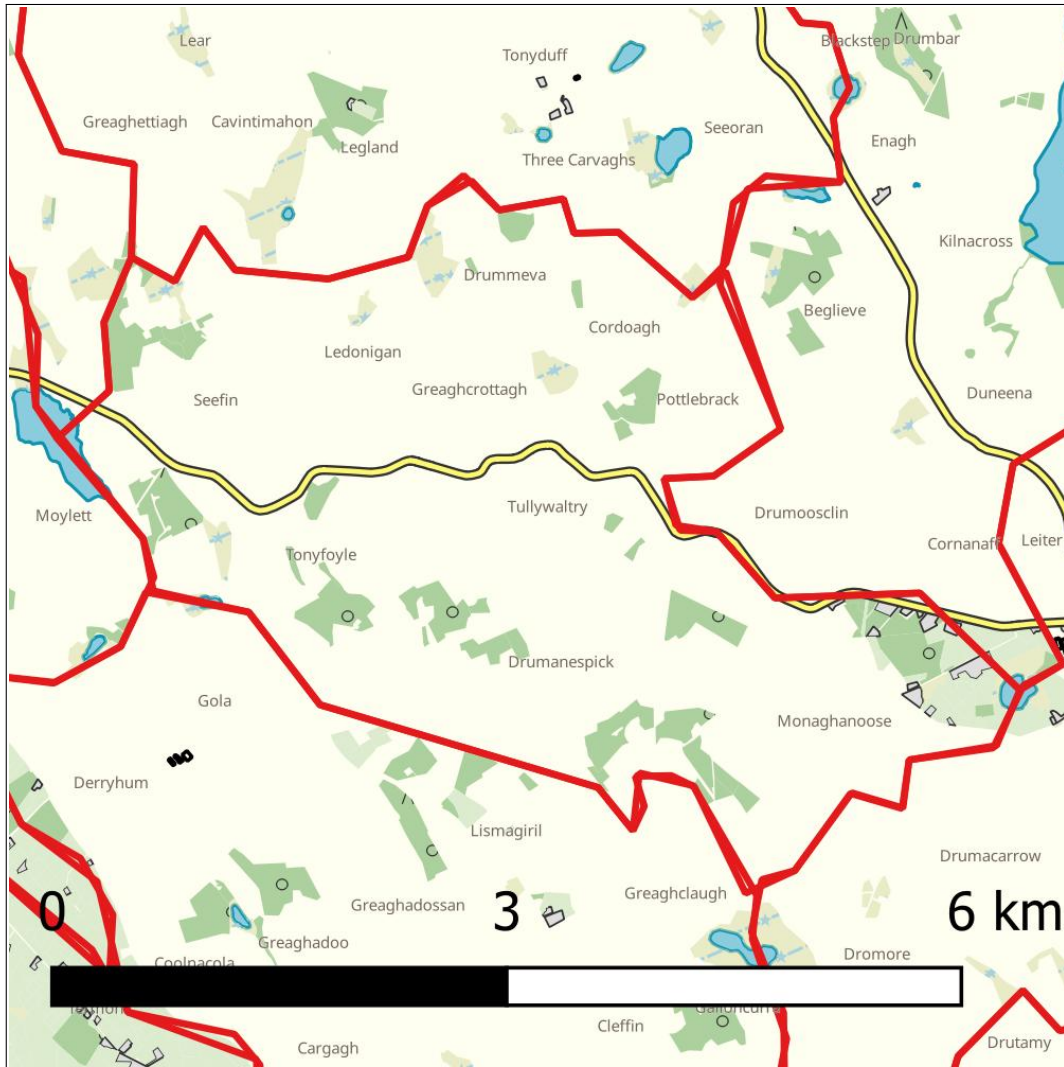 Lear
Tonyduff
Blackstep Drumbar
Greaghettiagh
Cavintimahon
Legland
Three Carvaghs
Seeoran
Enagh
Kilnacross
Drummeva
Beglieve
Cordoagh
Ledonigan
Greaghcrottagh
Seefin
Pottlebrack
Duneena
Moylett
Tullywaltry
Drumoosclin
Cornanaff
Leiter
Tonyfoyle
Drumanespick
Gola
Monaghanoose
Derryhum
Lismagiril
Drumacarrow
Greaghadossan
Greaghclaugh
0
3
6 km
Greaghadoo
Coolnacola
Dromore
Cleffin
Cargagh
Drutamy